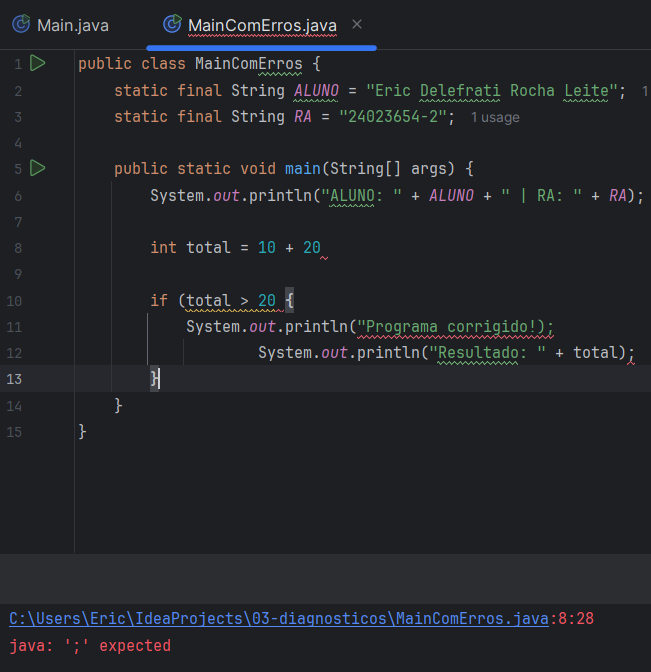 Main.java MainComErros.java
1 public class MainComErros {
2 static final String ALUNO = "Eric Delefrati Rocha Leite"; 1
3 static final String RA = "24023654-2"; 1 usage
4
5 public static void main(String[] args) {
6 System.out.println("ALUNO: " + ALUNO + " | RA: " + RA);
7
8 int total = 10 + 20
9
10 if (total > 20 {
11 System.out.println("Programa corrigido!);
12 System.out.println("Resultado: " + total);
13 }
14 }
15 }
C:\Users\Eric\IdeaProjects\03-diagnosticos\MainComErros.java:8:28
java: ';' expected